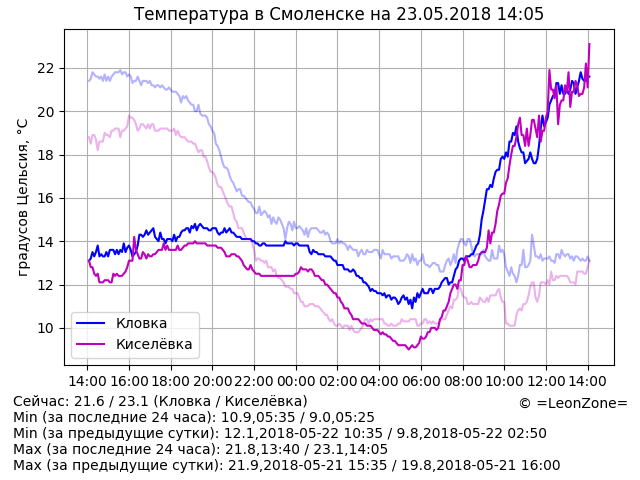 Температура в Смоленске на 23.05.2018 14:05
градусов Цельсия, °C
22
20
18
16
14
12
10
Кловка
Киселёвка
14:00 16:00 18:00 20:00 22:00 00:00 02:00 04:00 06:00 08:00 10:00 12:00 14:00
Сейчас: 21.6 / 23.1 (Кловка / Киселёвка)
© =LeonZone=
Min (за последние 24 часа): 10.9,05:35 / 9.0,05:25
Min (за предыдущие сутки): 12.1,2018-05-22 10:35 / 9.8,2018-05-22 02:50
Max (за последние 24 часа): 21.8,13:40 / 23.1,14:05
Max (за предыдущие сутки): 21.9,2018-05-21 15:35 / 19.8,2018-05-21 16:00